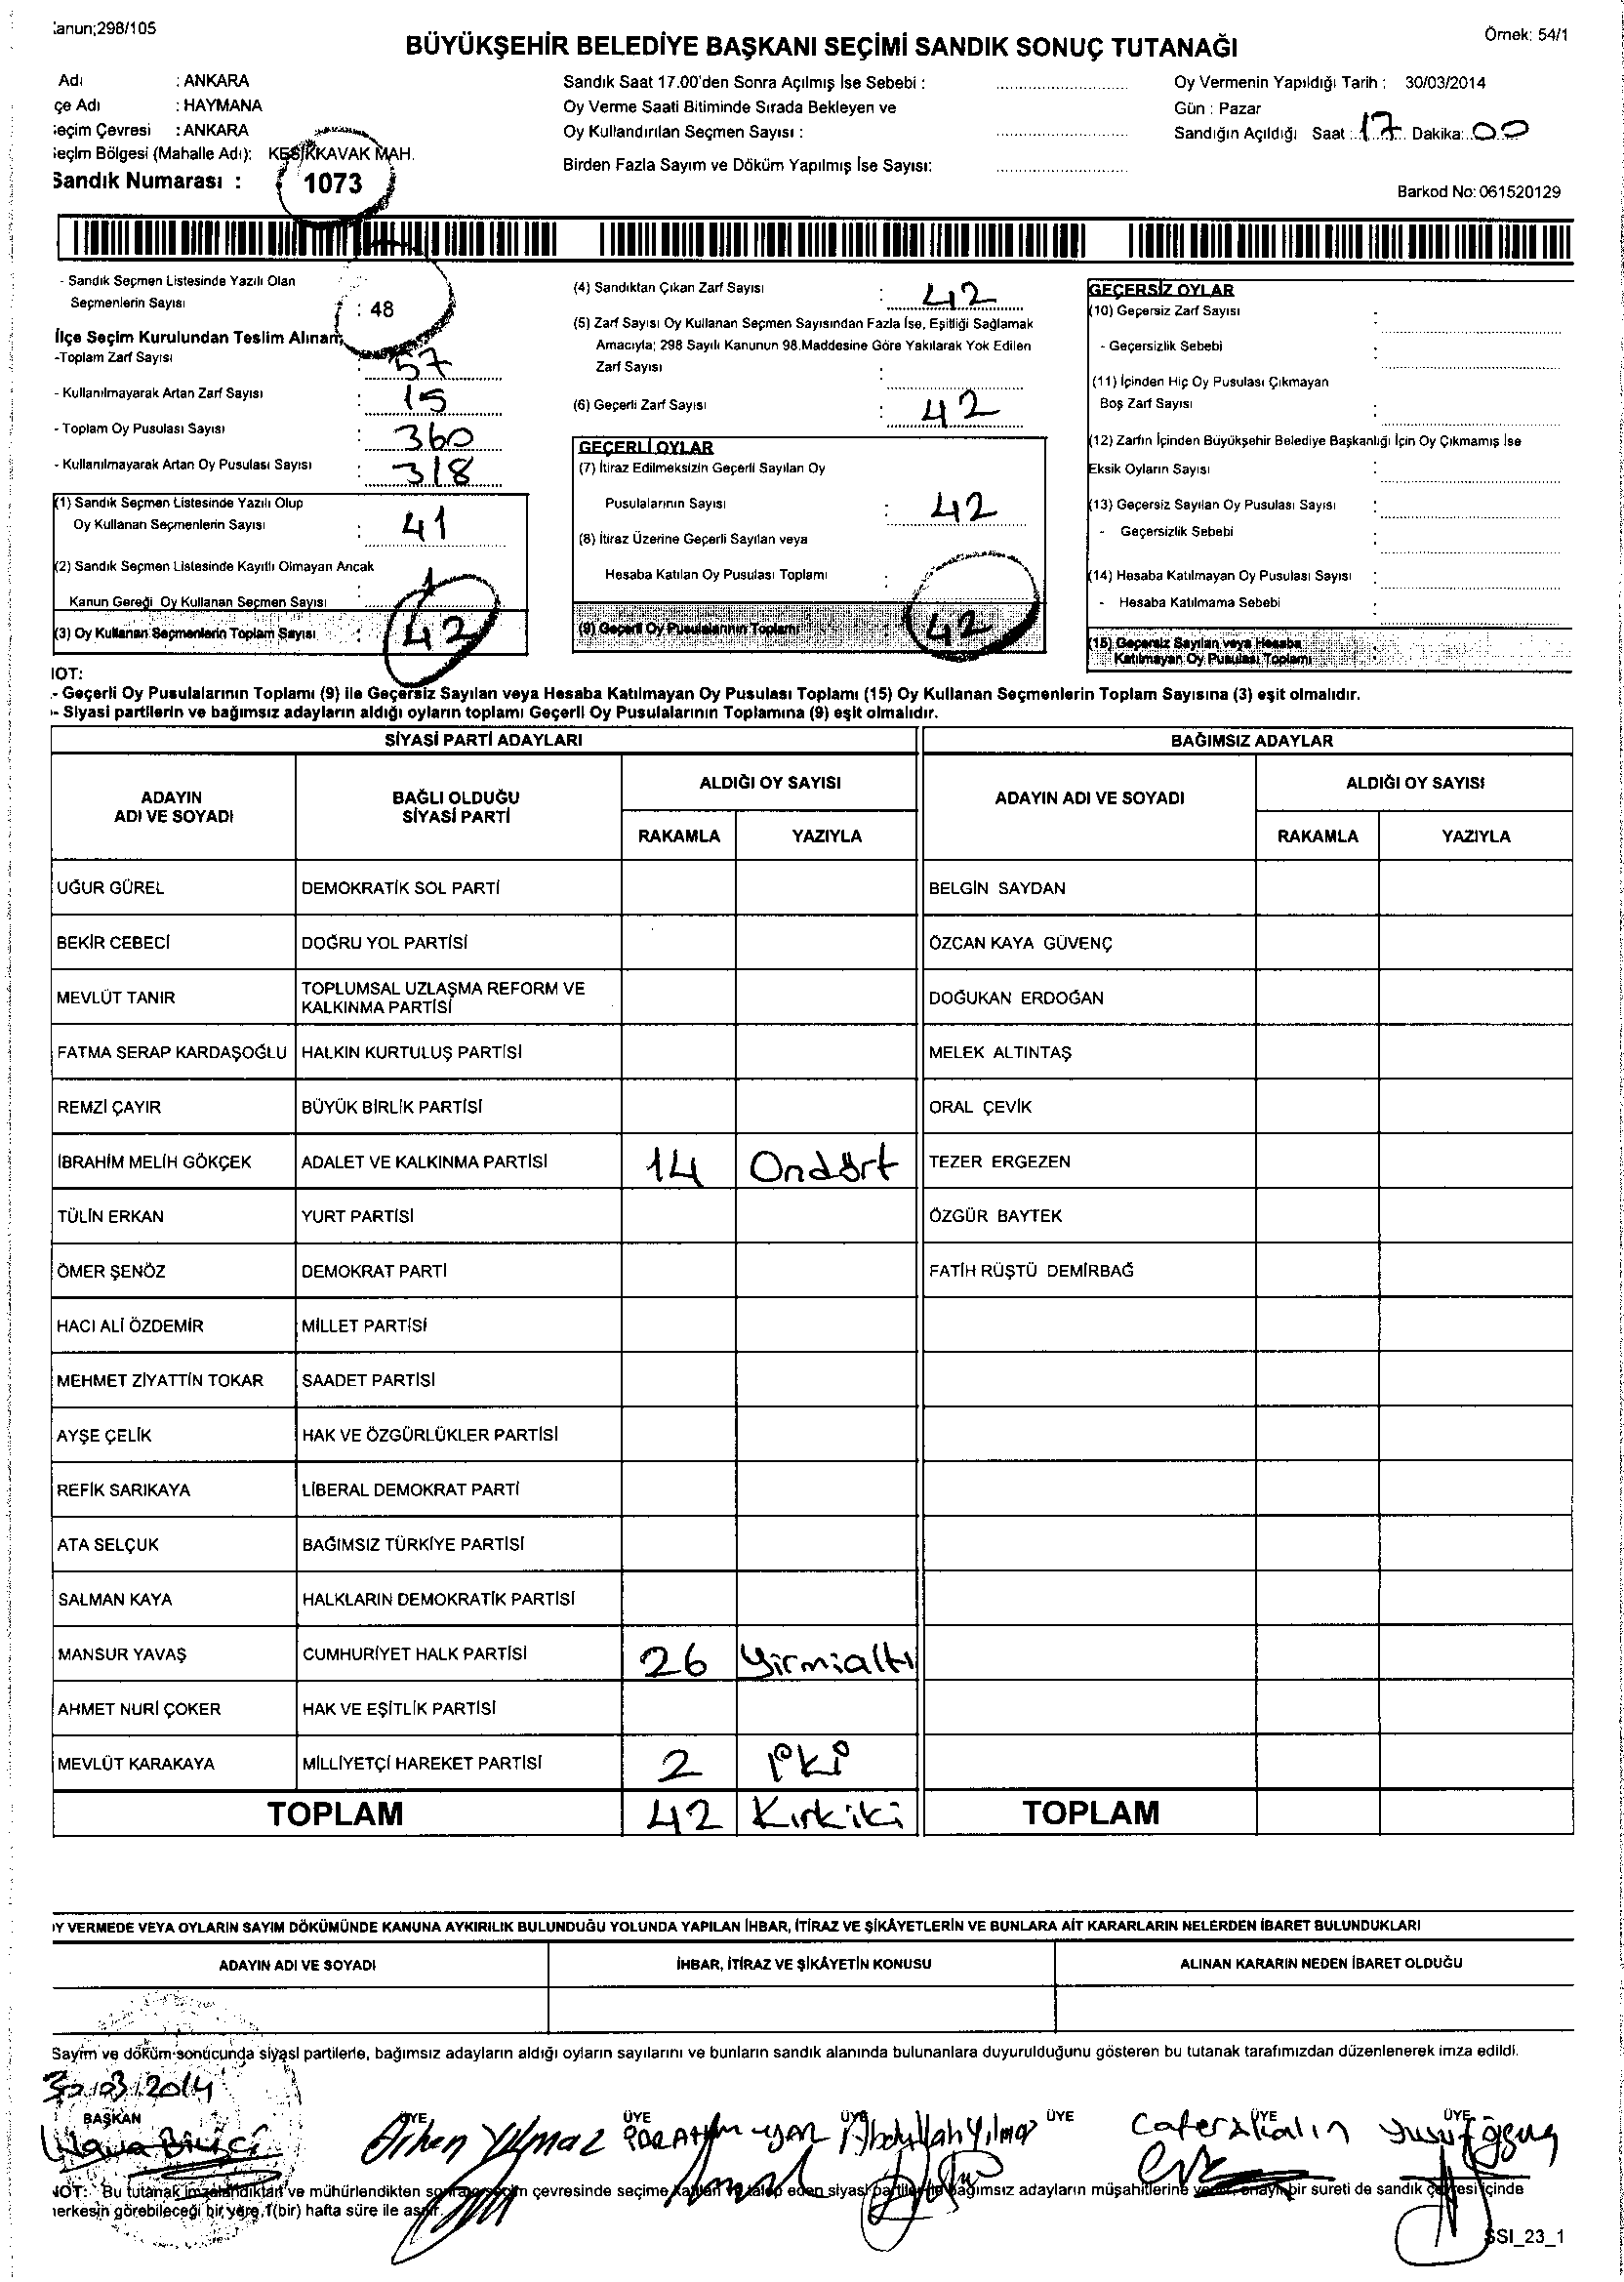 anun;298/105
Örnek: 54/1
BÜYÜKŞEHİR BELEDİYE BAŞKANI SEÇİMİ SANDIK SONUÇ TUTANAĞI
Adı : ANKARA
çe Adı : HAYMANA
eçim Çevresi : ANKARA
eçim Bölgesi (Mahalle Adı): KESİKKAVAK MAH.
Sandık Numarası : 1073
Sandık Saat 17.00'den Sonra Açılmış İse Sebebi :
Oy Verme Saati Bitiminde Sırada Bekleyen ve
Oy Kullandırılan Seçmen Sayısı :
Birden Fazla Sayım ve Döküm Yapılmış İse Sayısı:
Oy Vermenin Yapıldığı Tarih : 30/03/2014
Gün : Pazar
Sandığın Açıldığı Saat : 17 Dakika: 00
Barkod No: 061520129
- Sandık Seçmen Listesinde Yazılı Olan
Seçmenlerin Sayısı : 48
İlçe Seçim Kurulundan Teslim Alınan;
-Toplam Zarf Sayısı : 57
- Kullanılmayarak Artan Zarf Sayısı : 15
- Toplam Oy Pusulası Sayısı : 360
- Kullanılmayarak Artan Oy Pusulası Sayısı : 318
(1) Sandık Seçmen Listesinde Yazılı Olup
Oy Kullanan Seçmenlerin Sayısı : 41
(2) Sandık Seçmen Listesinde Kayıtlı Olmayan Ancak
Kanun Gereği Oy Kullanan Seçmen Sayısı : 1
(3) Oy Kullanan Seçmenlerin Toplam Sayısı : 42
(4) Sandıktan Çıkan Zarf Sayısı : 42
(5) Zarf Sayısı Oy Kullanan Seçmen Sayısından Fazla İse, Eşitliği Sağlamak
Amacıyla; 298 Sayılı Kanunun 98.Maddesine Göre Yakılarak Yok Edilen
Zarf Sayısı :
(6) Geçerli Zarf Sayısı : 42
GEÇERLİ OYLAR
(7) İtiraz Edilmeksizin Geçerli Sayılan Oy
Pusulalarının Sayısı : 42
(8) İtiraz Üzerine Geçerli Sayılan veya
Hesaba Katılan Oy Pusulası Toplamı :
(9) Geçerli Oy Pusulalarının Toplamı : 42
GEÇERSİZ OYLAR
(10) Geçersiz Zarf Sayısı :
- Geçersizlik Sebebi :
(11) İçinden Hiç Oy Pusulası Çıkmayan
Boş Zarf Sayısı :
(12) Zarfın İçinden Büyükşehir Belediye Başkanlığı İçin Oy Çıkmamış İse
Eksik Oyların Sayısı :
(13) Geçersiz Sayılan Oy Pusulası Sayısı :
- Geçersizlik Sebebi :
(14) Hesaba Katılmayan Oy Pusulası Sayısı :
- Hesaba Katılmama Sebebi :
(15) Geçersiz Sayılan veya Hesaba
Katılmayan Oy Pusulası Toplamı :
NOT:
- Geçerli Oy Pusulalarının Toplamı (9) ile Geçersiz Sayılan veya Hesaba Katılmayan Oy Pusulası Toplamı (15) Oy Kullanan Seçmenlerin Toplam Sayısına (3) eşit olmalıdır.
- Siyasi partilerin ve bağımsız adayların aldığı oyların toplamı Geçerli Oy Pusulalarının Toplamına (9) eşit olmalıdır.
SİYASİ PARTİ ADAYLARI BAĞIMSIZ ADAYLAR
ADAYIN ADI VE SOYADI BAĞLI OLDUĞU SİYASİ PARTİ ALDIĞI OY SAYISI ADAYIN ADI VE SOYADI ALDIĞI OY SAYISI
RAKAMLA YAZIYLA RAKAMLA YAZIYLA
UĞUR GÜREL DEMOKRATİK SOL PARTİ BELGİN SAYDAN
BEKİR CEBECİ DOĞRU YOL PARTİSİ ÖZCAN KAYA GÜVENÇ
MEVLÜT TANIR TOPLUMSAL UZLAŞMA REFORM VE KALKINMA PARTİSİ DOĞUKAN ERDOĞAN
FATMA SERAP KARDAŞOĞLU HALKIN KURTULUŞ PARTİSİ MELEK ALTINTAŞ
REMZİ ÇAYIR BÜYÜK BİRLİK PARTİSİ ORAL ÇEVİK
İBRAHİM MELİH GÖKÇEK ADALET VE KALKINMA PARTİSİ 14 Ondört TEZER ERGEZEN
TÜLİN ERKAN YURT PARTİSİ ÖZGÜR BAYTEK
ÖMER ŞENÖZ DEMOKRAT PARTİ FATİH RÜŞTÜ DEMİRBAĞ
HACI ALİ ÖZDEMİR MİLLET PARTİSİ
MEHMET ZİYATTİN TOKAR SAADET PARTİSİ
AYŞE ÇELİK HAK VE ÖZGÜRLÜKLER PARTİSİ
REFİK SARIKAYA LİBERAL DEMOKRAT PARTİ
ATA SELÇUK BAĞIMSIZ TÜRKİYE PARTİSİ
SALMAN KAYA HALKLARIN DEMOKRATİK PARTİSİ
MANSUR YAVAŞ CUMHURİYET HALK PARTİSİ 26 Yirmialtı
AHMET NURİ ÇOKER HAK VE EŞİTLİK PARTİSİ
MEVLÜT KARAKAYA MİLLİYETÇİ HAREKET PARTİSİ 2 iki
TOPLAM 42 Kırkiki TOPLAM
Y VERMEDE VEYA OYLARIN SAYIM DÖKÜMÜNDE KANUNA AYKIRILIK BULUNDUĞU YOLUNDA YAPILAN İHBAR, İTİRAZ VE ŞİKÂYETLERİN VE BUNLARA AİT KARARLARIN NELERDEN İBARET BULUNDUKLARI
ADAYIN ADI VE SOYADI İHBAR, İTİRAZ VE ŞİKÂYETİN KONUSU ALINAN KARARIN NEDEN İBARET OLDUĞU
Sayım ve döküm sonucunda siyasi partilerle, bağımsız adayların aldığı oyların sayılarını ve bunların sandık alanında bulunanlara duyurulduğunu gösteren bu tutanak tarafımızdan düzenlenerek imza edildi.
30.03.2014
BAŞKAN ÜYE ÜYE ÜYE ÜYE ÜYE ÜYE
Yılmaz Abdullah Yılmaz Cafer Yusuf
NOT: Bu tutanak imzalandıktan ve mühürlendikten sonra seçim çevresinde seçime katılan ve talep eden siyasi partilerle bağımsız adayların müşahitlerine verilir, onaylı bir sureti de sandık çevresi içinde
herkesin görebileceği bir yere 1(bir) hafta süre ile asılır.
SSI_23_1